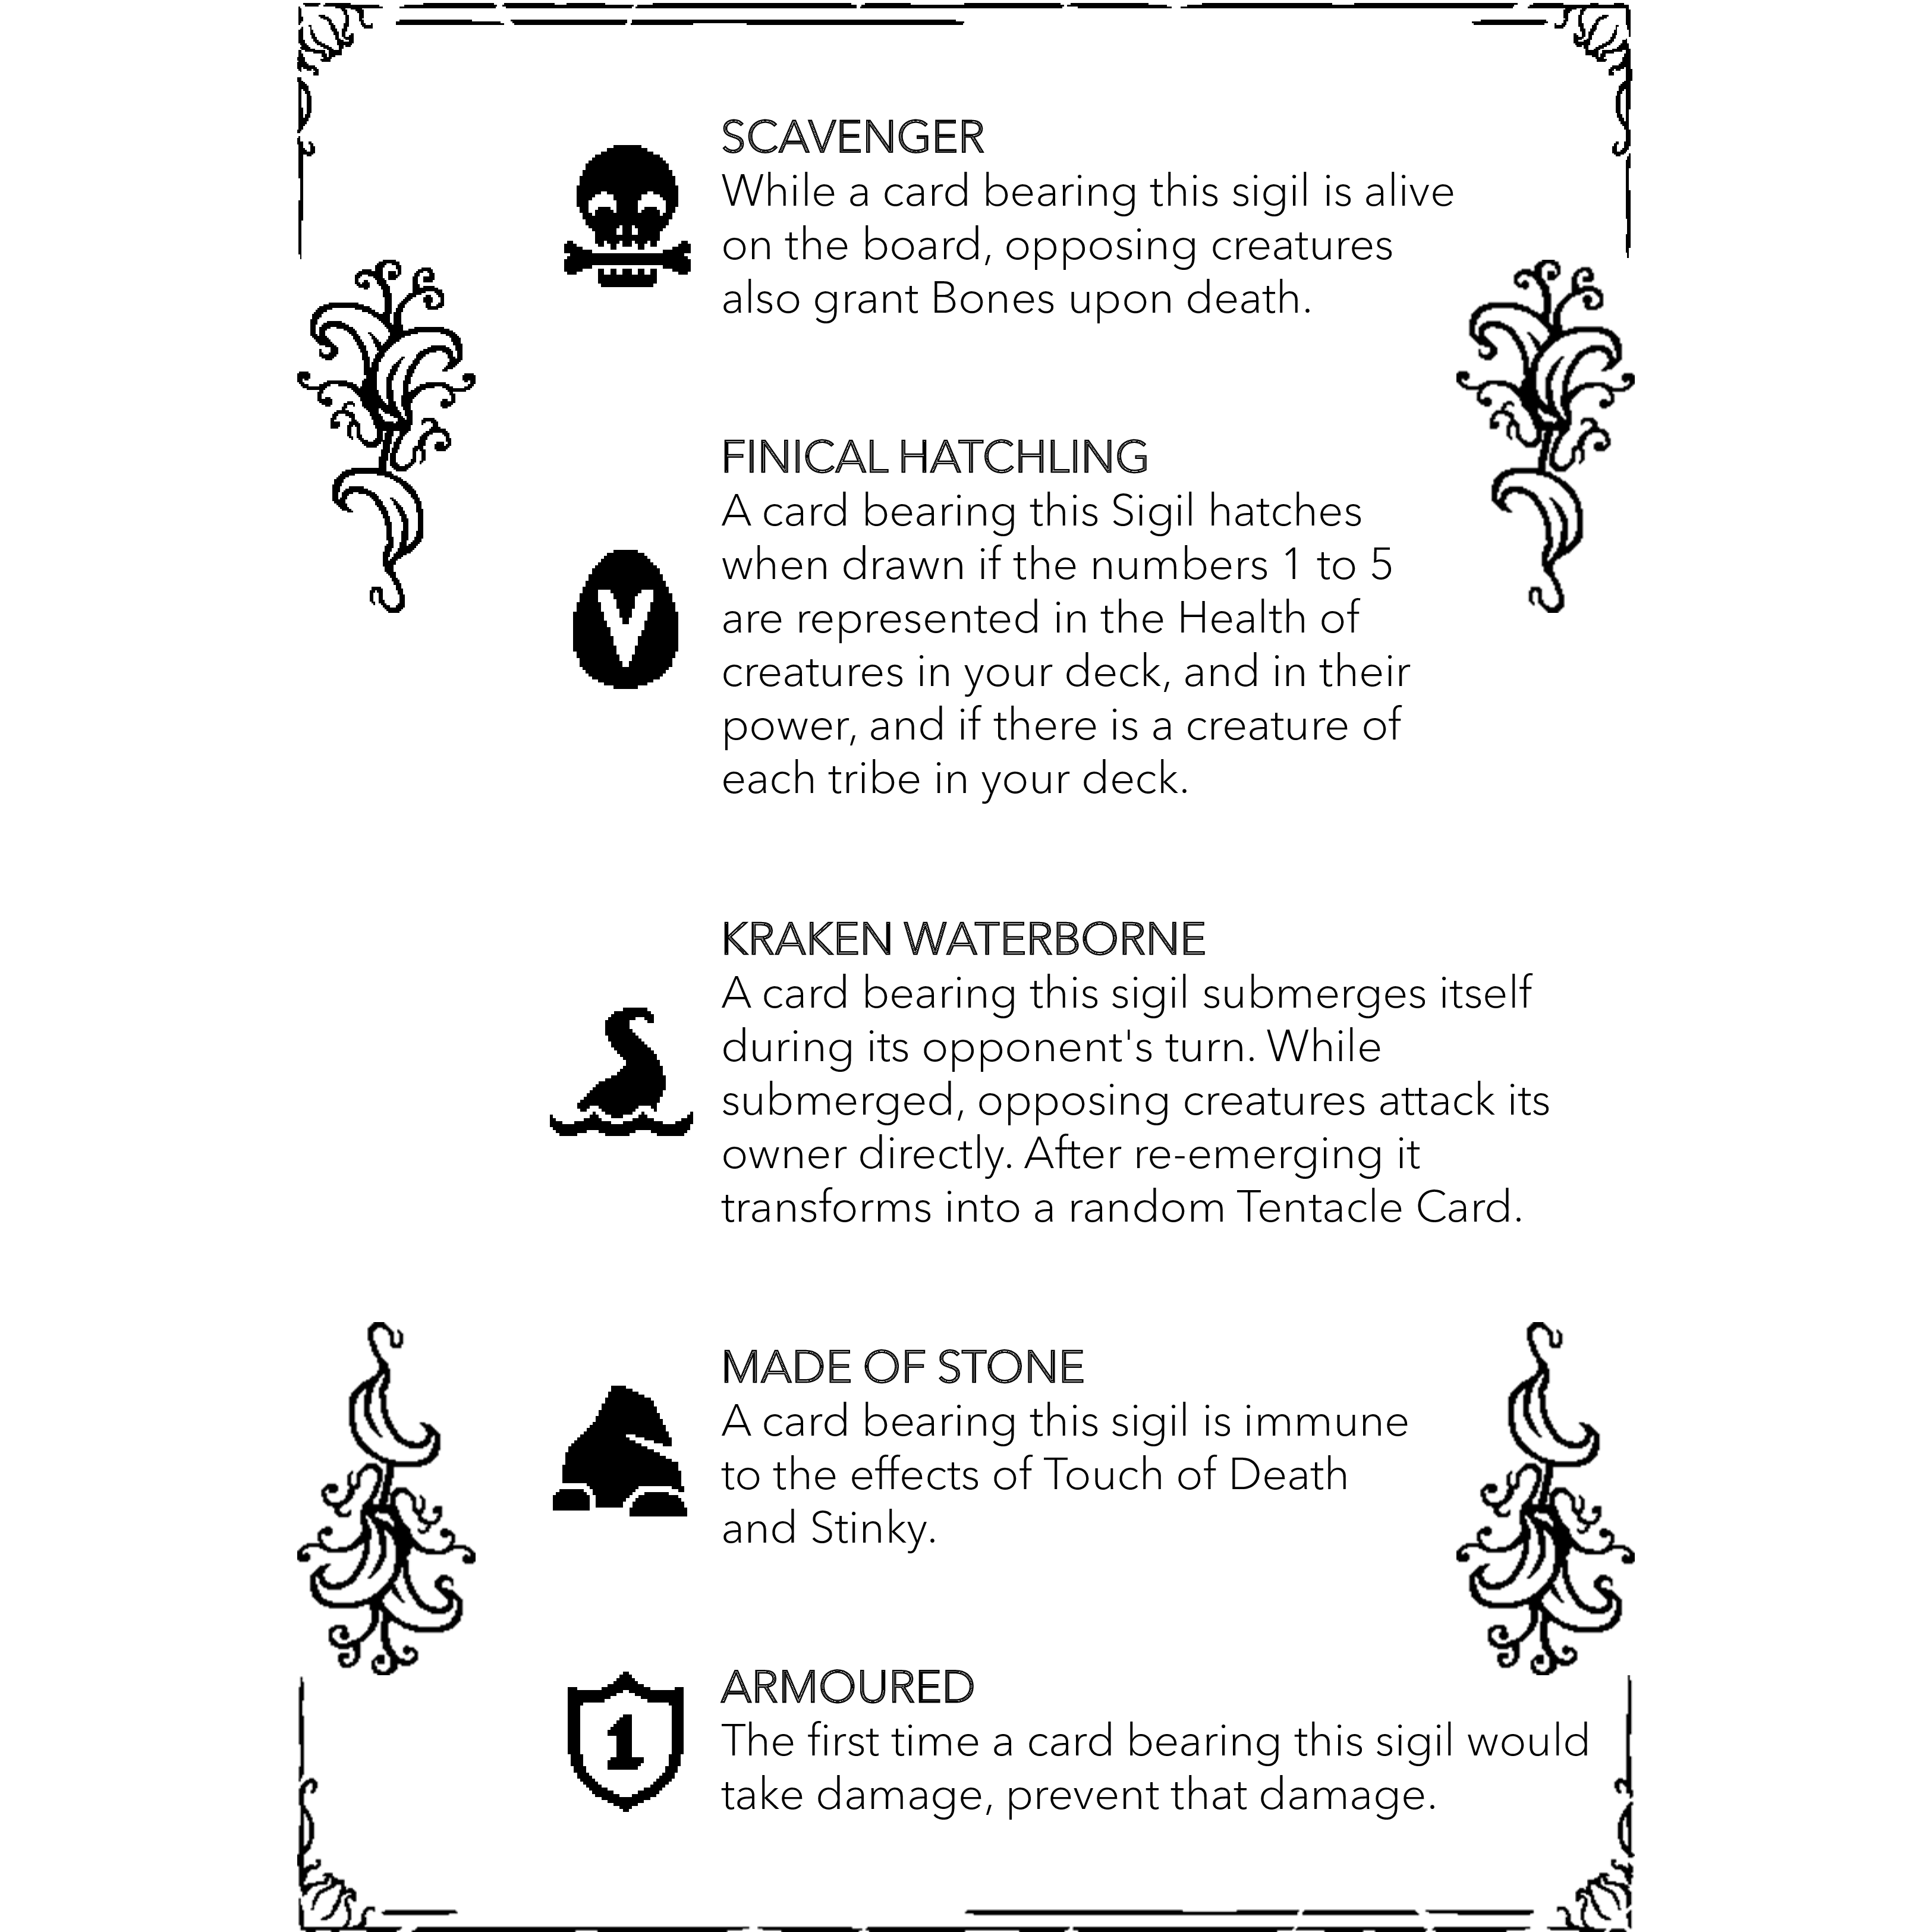 SCAVENGER
While a card bearing this sigil is alive
on the board, opposing creatures
also grant Bones upon death.
FINICAL HATCHLING
A card bearing this Sigil hatches
when drawn if the numbers 1 to 5
are represented in the Health of
V
creatures in your deck, and in their
power, and if there is a creature of
each tribe in your deck.
KRAKEN WATERBORNE
A card bearing this sigil submerges itself
during its opponent's turn. While
submerged, opposing creatures attack its
owner directly. After re-emerging it
transforms into a random Tentacle Card.
MADE OF STONE
A card bearing this sigil is immune
to the effects of Touch of Death
and Stinky.
ARMOURED
1
The first time a card bearing this sigil would
take damage, prevent that damage.